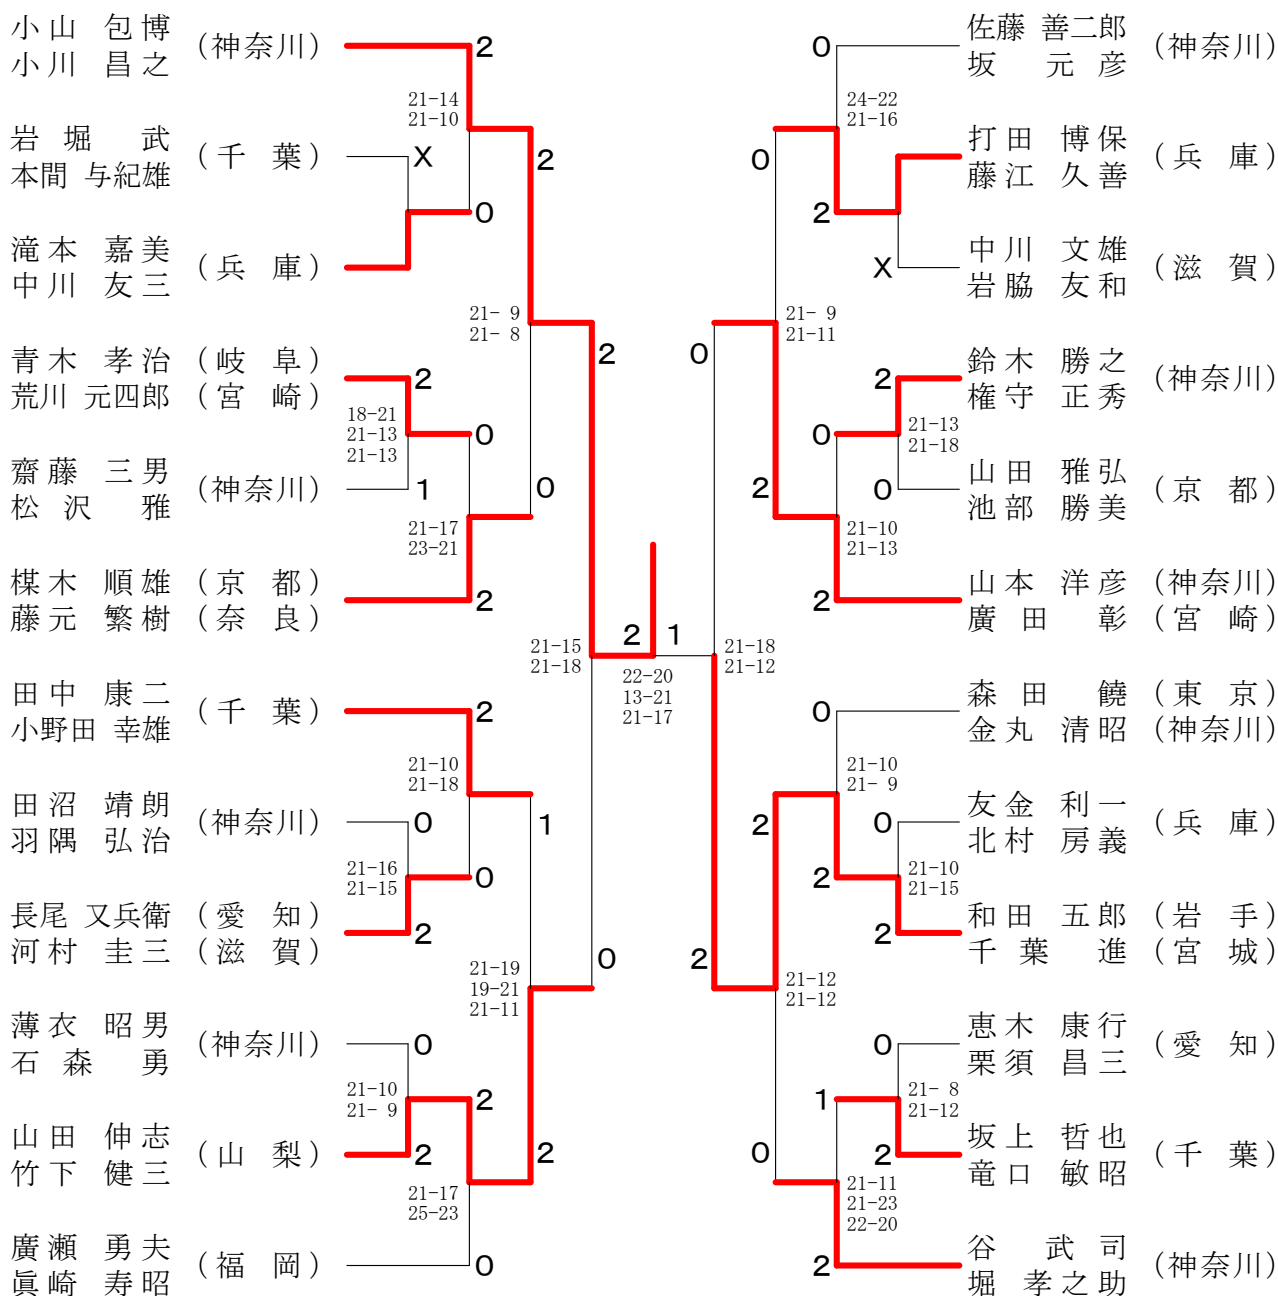 小山 包博 (神奈川)
小川 昌之
2
21-14
21-10
岩堀 武 (千葉)
本間 与紀雄
X
2
0
滝本 嘉美 (兵庫)
中川 友三
21- 9
21- 8
2
青木 孝治 (岐阜)
荒川 元四郎 (宮崎)
2
18-21
21-13
21-13
0
齋藤 三男 (神奈川)
松沢 雅
1
0
21-17
23-21
楳木 順雄 (京都)
藤元 繁樹 (奈良)
2
21-15
21-18
2
1
22-20
13-21
21-17
田中 康二 (千葉)
小野田 幸雄
2
21-10
21-18
田沼 靖朗 (神奈川)
羽隅 弘治
0
1
21-16
21-15
0
長尾 又兵衛 (愛知)
河村 圭三 (滋賀)
2
21-19
19-21
21-11
0
薄衣 昭男 (神奈川)
石森 勇
0
21-10
21- 9
2
山田 伸志 (山梨)
竹下 健三
2
2
21-17
25-23
廣瀬 勇夫 (福岡)
眞崎 寿昭
0
佐藤 善二郎 (神奈川)
坂 元彦
0
24-22
21-16
打田 博保 (兵庫)
藤江 久善
0
2
中川 文雄 (滋賀)
岩脇 友和
X
21- 9
21-11
0
鈴木 勝之 (神奈川)
権守 正秀
2
21-13
21-18
0
山田 雅弘 (京都)
池部 勝美
0
2
21-10
21-13
山本 洋彦 (神奈川)
廣田 彰 (宮崎)
2
21-18
21-12
森田 饒 (東京)
金丸 清昭 (神奈川)
0
21-10
21- 9
友金 利一 (兵庫)
北村 房義
0
2
21-10
21-15
2
和田 五郎 (岩手)
千葉 進 (宮城)
2
2
21-12
21-12
恵木 康行 (愛知)
栗須 昌三
0
21- 8
21-12
1
坂上 哲也 (千葉)
竜口 敏昭
2
0
21-11
21-23
22-20
谷 武司 (神奈川)
堀 孝之助
2